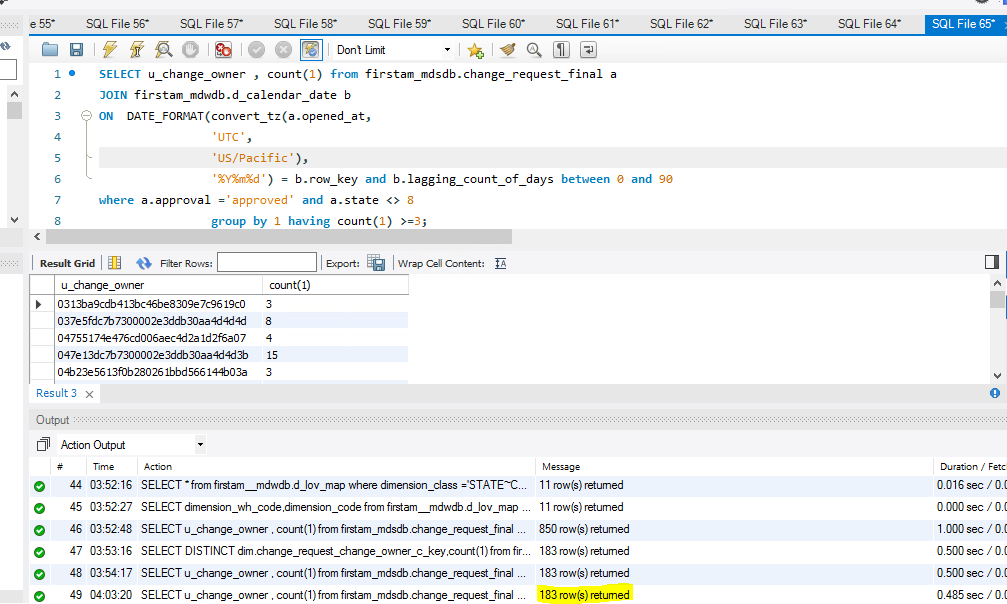 e 55* SQL File 56* SQL File 57* SQL File 58* SQL File 59* SQL File 60* SQL File 61* SQL File 62* SQL File 63* SQL File 64* SQL File 65*
Don't Limit
1 SELECT u_change_owner , count(1) from firstam_mdsdb.change_request_final a
2 JOIN firstam_mdwdb.d_calendar_date b
3 ON DATE_FORMAT(convert_tz(a.opened_at,
4 'UTC',
5 'US/Pacific'),
6 '%Y%m%d') = b.row_key and b.lagging_count_of_days between 0 and 90
7 where a.approval ='approved' and a.state <> 8
8 group by 1 having count(1) >=3;
Result Grid Filter Rows: Export: Wrap Cell Content:
u_change_owner count(1)
0313ba9cdb413bc46be8309e7c9619c0 3
037e5fdc7b7300002e3ddb30aa4d4d4d 8
04755174e476cd006aec4d2a1d2f6a07 4
047e13dc7b7300002e3ddb30aa4d4d3b 15
04b23e5613f0b280261bbd566144b03a 3
Result 3
Output
Action Output
# Time Action Message Duration / Fetc
44 03:52:16 SELECT * from firstam__mdwdb.d_lov_map where dimension_class ='STATE~C... 11 row(s) returned 0.016 sec / 0.0
45 03:52:27 SELECT dimension_wh_code,dimension_code from firstam__mdwdb.d_lov_map ... 11 row(s) returned 0.000 sec / 0.0
46 03:52:48 SELECT u_change_owner , count(1) from firstam_mdsdb.change_request_final ... 850 row(s) returned 1.000 sec / 0.0
47 03:53:16 SELECT DISTINCT dim.change_request_change_owner_c_key,count(1) from fir... 183 row(s) returned 0.500 sec / 0.0
48 03:54:17 SELECT u_change_owner , count(1) from firstam_mdsdb.change_request_final ... 183 row(s) returned 0.500 sec / 0.0
49 04:03:20 SELECT u_change_owner , count(1) from firstam_mdsdb.change_request_final ... 183 row(s) returned 0.485 sec / 0.0